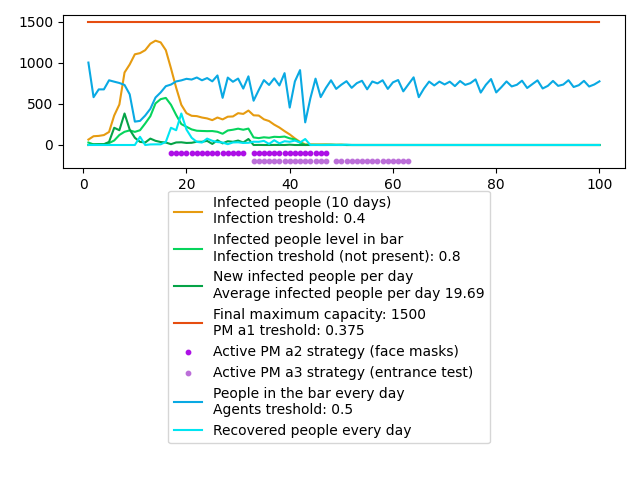 1500
1000
500
0
0 20 40 60 80 100
Infected people (10 days)
Infection treshold: 0.4
Infected people level in bar
Infection treshold (not present): 0.8
New infected people per day
Average infected people per day 19.69
Final maximum capacity: 1500
PM a1 treshold: 0.375
Active PM a2 strategy (face masks)
Active PM a3 strategy (entrance test)
People in the bar every day
Agents treshold: 0.5
Recovered people every day